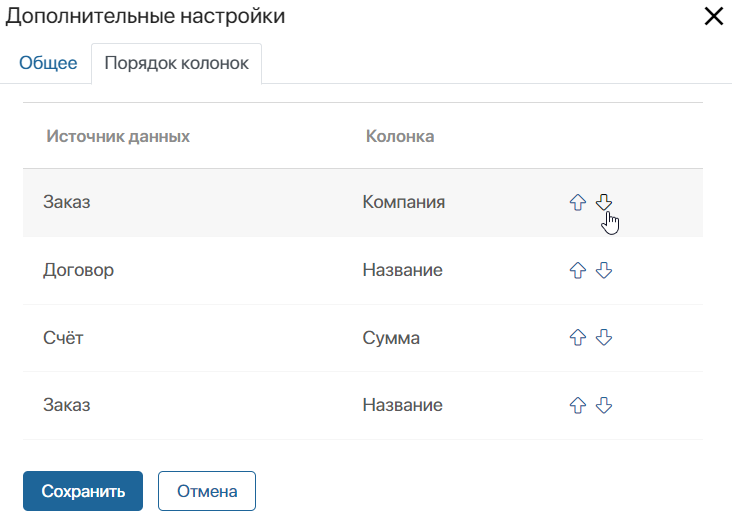 Дополнительные настройки
Общее Порядок колонок
Источник данных Колонка
Заказ Компания
Договор Название
Счёт Сумма
Заказ Название
Сохранить Отмена